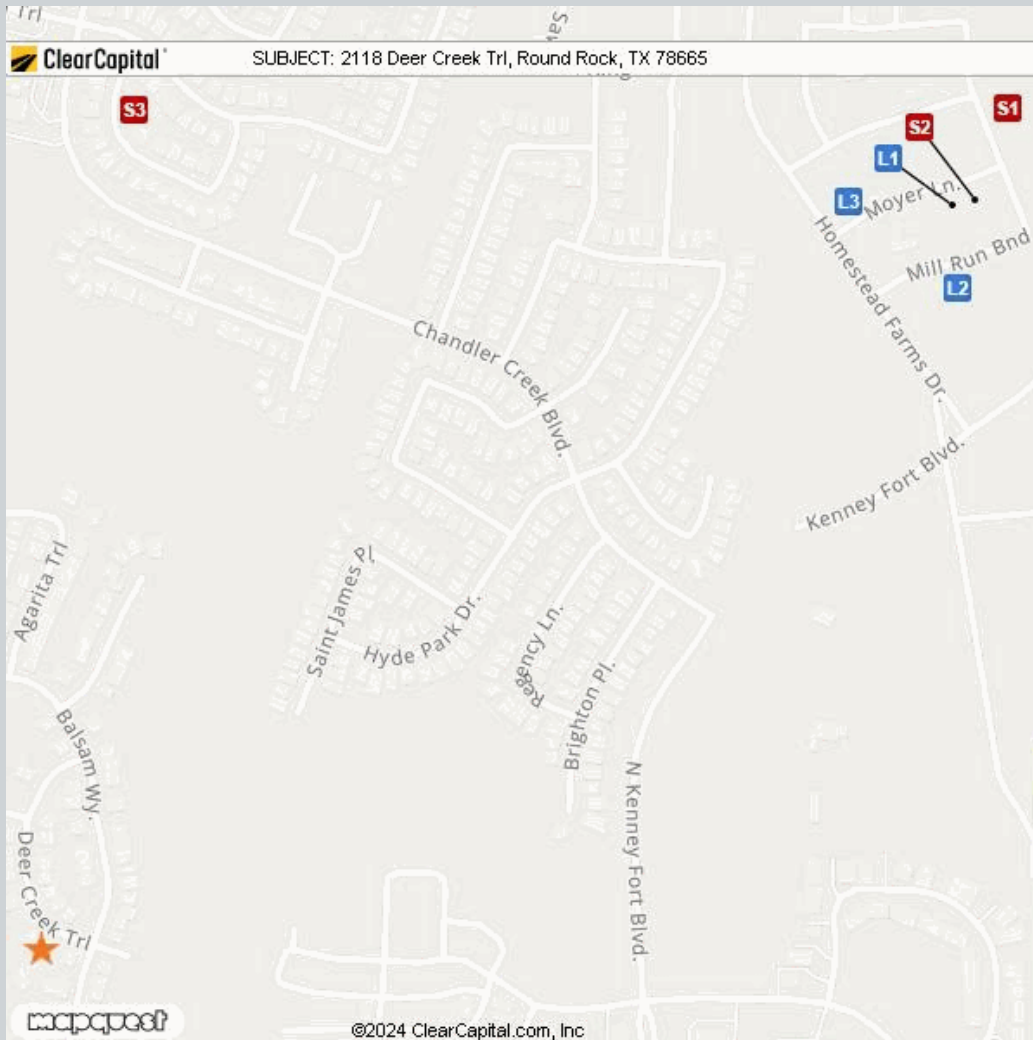 Trl
Sav
ClearCapital
SUBJECT: 2118 Deer Creek Trl, Round Rock, TX 78665
S3
S1
S2
L1
L3
Moyer Ln.
Mill Run Bnd
L2
Homestead Farms Dr.
Chandler Creek Blvd.
Kenney Fort Blvd.
Agarita Trl
Saint James Pl
Hyde Park Dr.
Regency Ln.
Brighton Pl.
Balsam Wy.
N Kenney Fort Blvd.
Deer Creek Trl
mapquest
©2024 ClearCapital.com, Inc